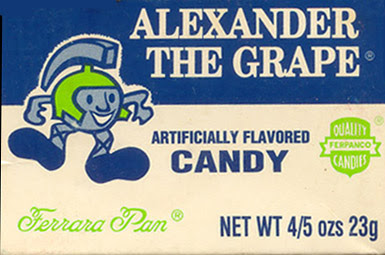 ALEXANDER
THE GRAPE®
ARTIFICIALLY FLAVORED
CANDY
QUALITY
FERPANCO
CANDIES
Ferrara Pan®
NET WT 4/5 ozs 23g